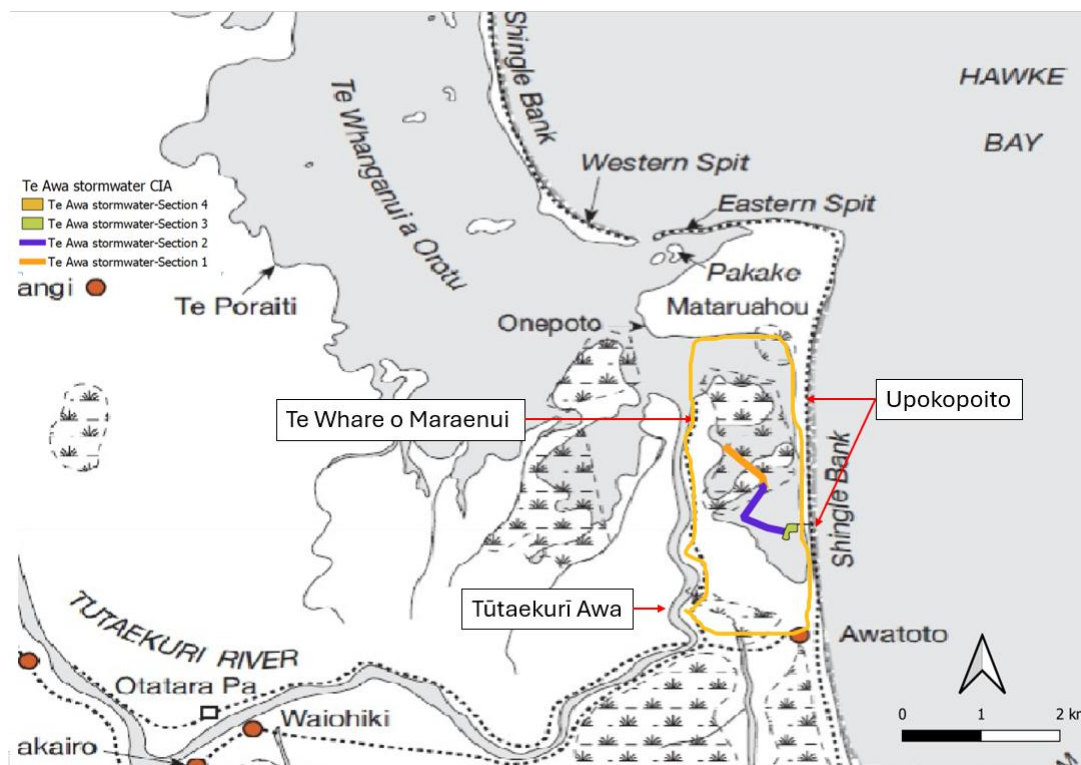 Shingle Bank
HAWKE
BAY
Te Whanganui a Orotu
Western Spit
Eastern Spit
Te Awa stormwater CIA
Te Awa stormwater-Section 4
Te Awa stormwater-Section 3
Te Awa stormwater-Section 2
Te Awa stormwater-Section 1
angi
Te Poraiti
Pakake
Mataruahou
Onepoto
Te Whare o Maraenui
Upokopoito
Shingle Bank
Tūtaekurī Awa
TUTAEKURI RIVER
Awatoto
Otatara Pa
Waiohiki
akairo
0 1 2 km